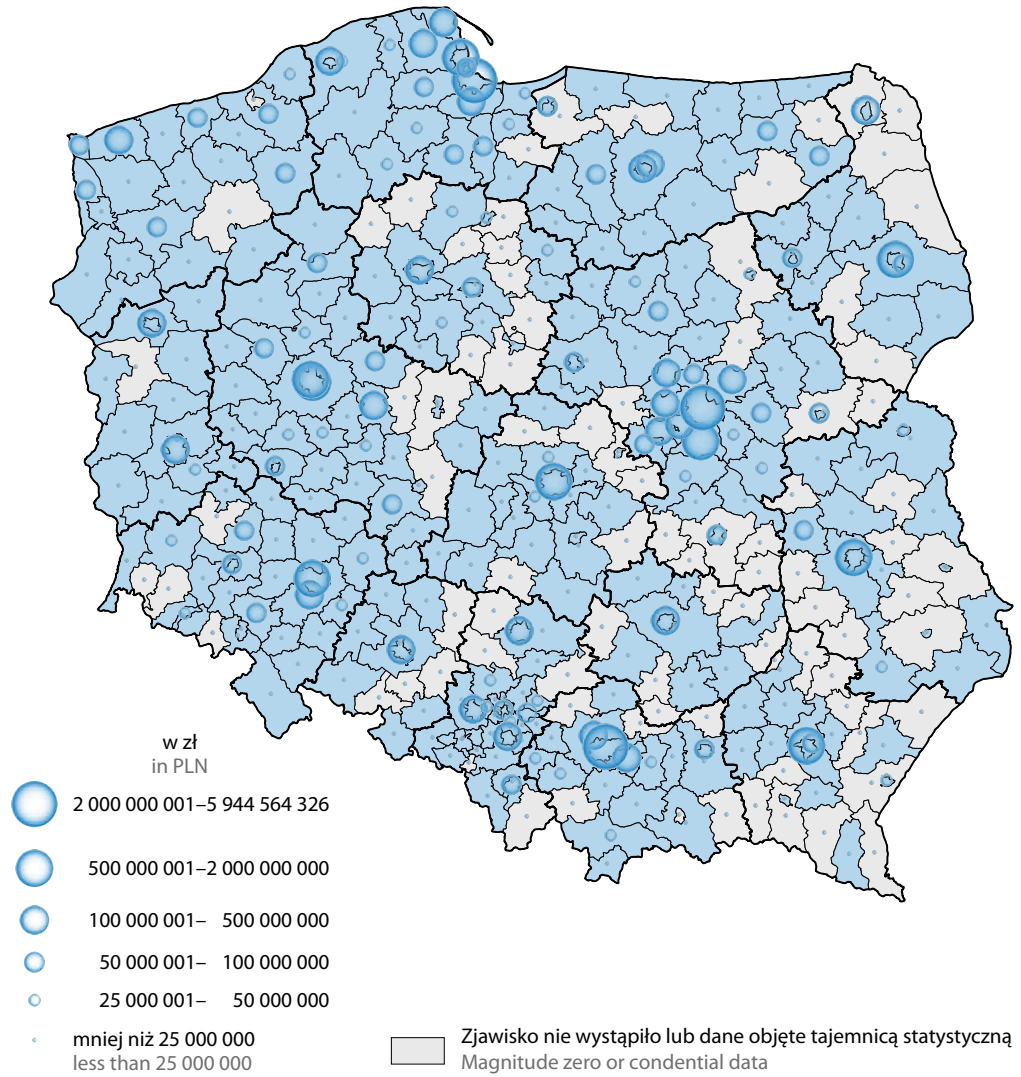 w zł
in PLN
2 000 000 001–5 944 564 326
500 000 001–2 000 000 000
100 000 001– 500 000 000
50 000 001– 100 000 000
25 000 001– 50 000 000
mniej niż 25 000 000
less than 25 000 000
Zjawisko nie wystąpiło lub dane objęte tajemnicą statystyczną
Magnitude zero or condential data